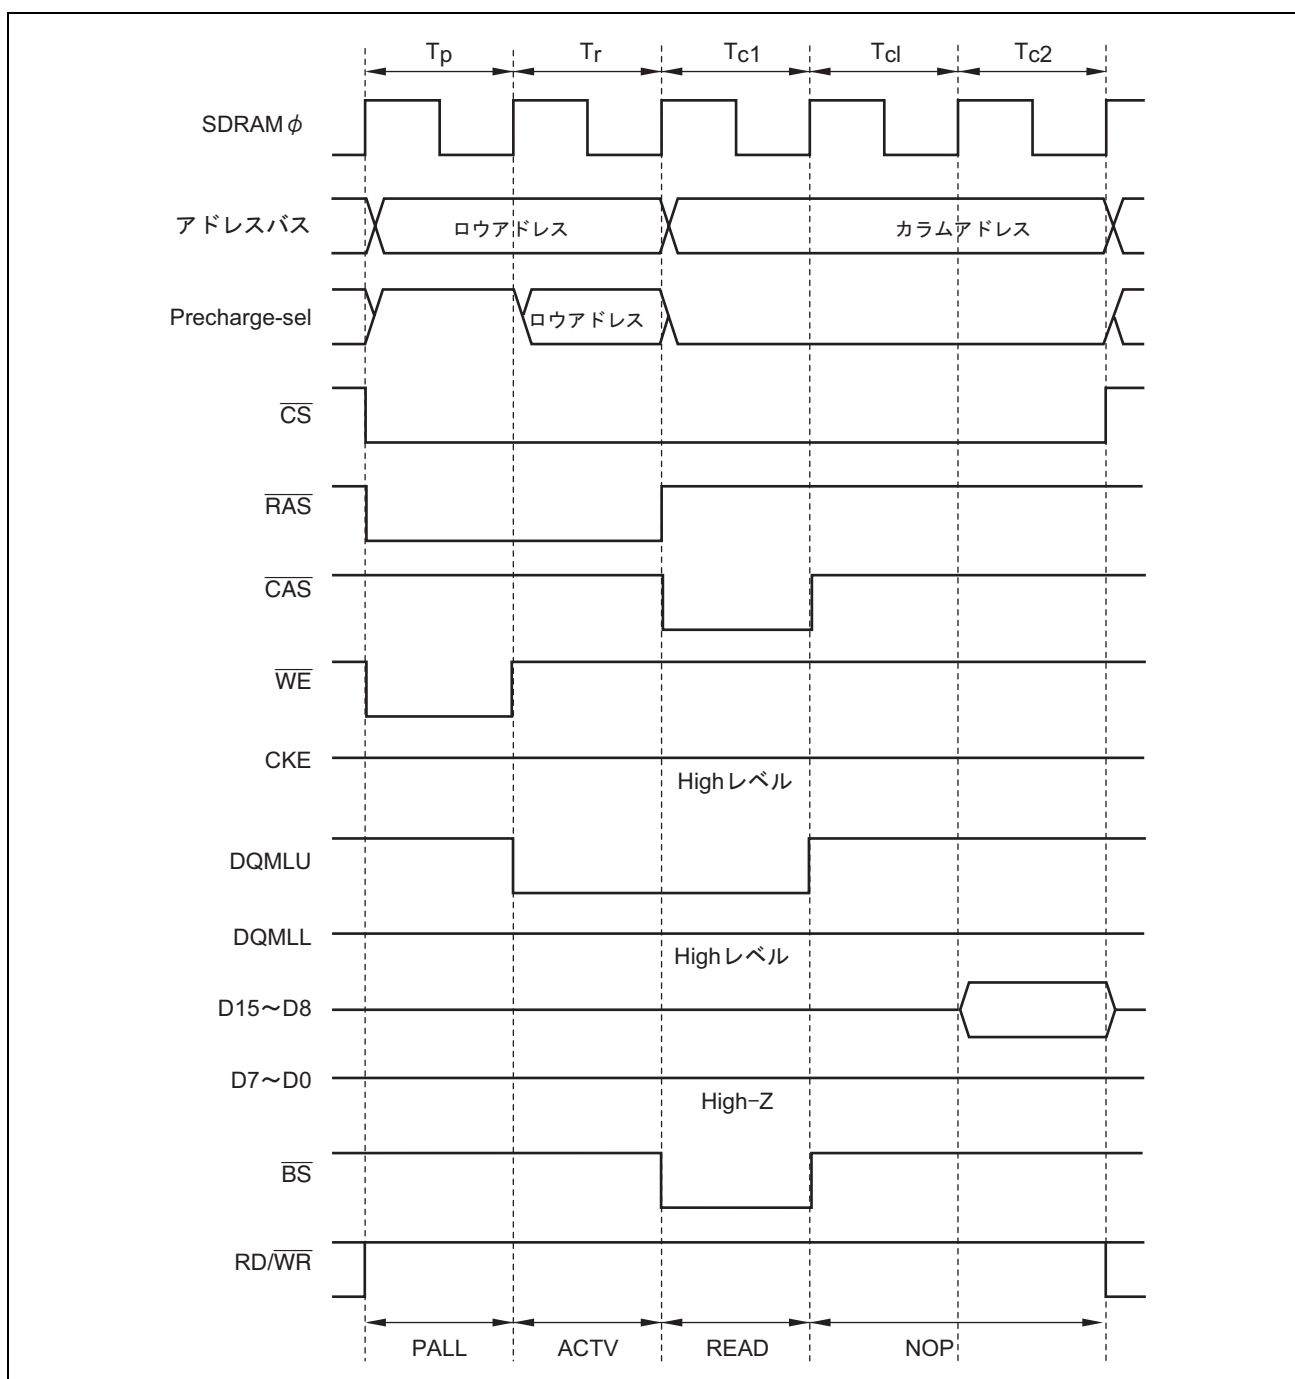 Tp Tr Tc1 Tcl Tc2
SDRAMφ
アドレスバス ロウアドレス カラムアドレス
Precharge-sel ロウアドレス
CS
RAS
CAS
WE
CKE
Highレベル
DQMLU
DQMLL
Highレベル
D15～D8
D7～D0
High-Z
BS
RD/WR
PALL ACTV READ NOP